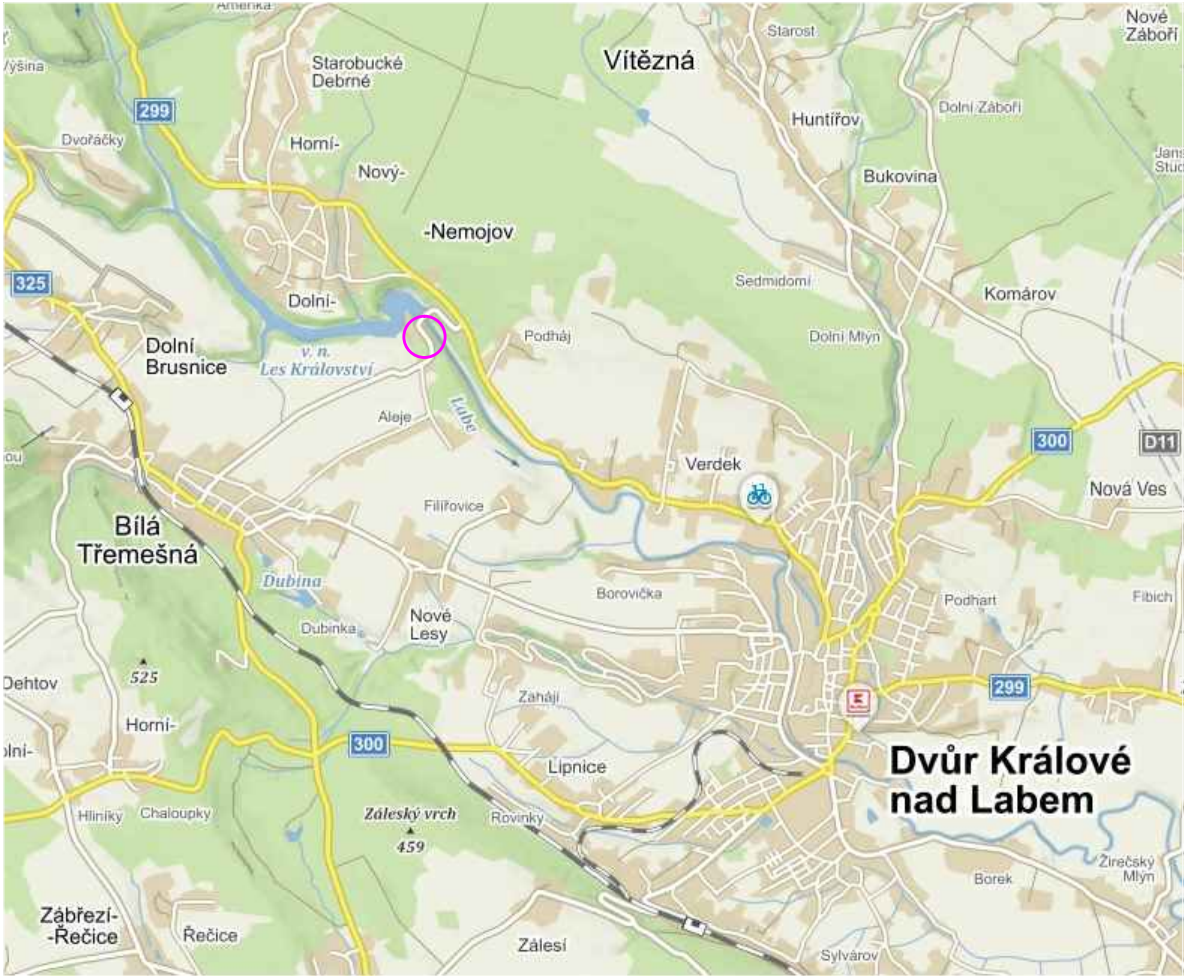 Amerika
Starost
Nové
Záboří
Vítězná
Výšina
Starobucké
Debrné
299
Dolní Záboří
Huntířov
Dvořáčky
Horní-
Nový-
Bukovina
-Nemojov
325
Sedmidomí
Dolní-
Komárov
Dolní
Brusnice
v. n.
Les Království
Podháj
Dolní Mlýn
Aleje
Labe
300
D11
Verdek
Nová Ves
Filířovice
Bílá
Třemešná
Dubina
Borovička
Podhart
Fibich
Dubinka
Nové
Lesy
525
Dehtov
Zaháji
299
Horní-
300
Lipnice
Dvůr Králové
nad Labem
Hliníky
Chaloupky
Záleský vrch
459
Rovinky
Žirečský
Mlýn
Borek
Zábřezí-
-Řečice
Řečice
Zálesí
Sylvárov